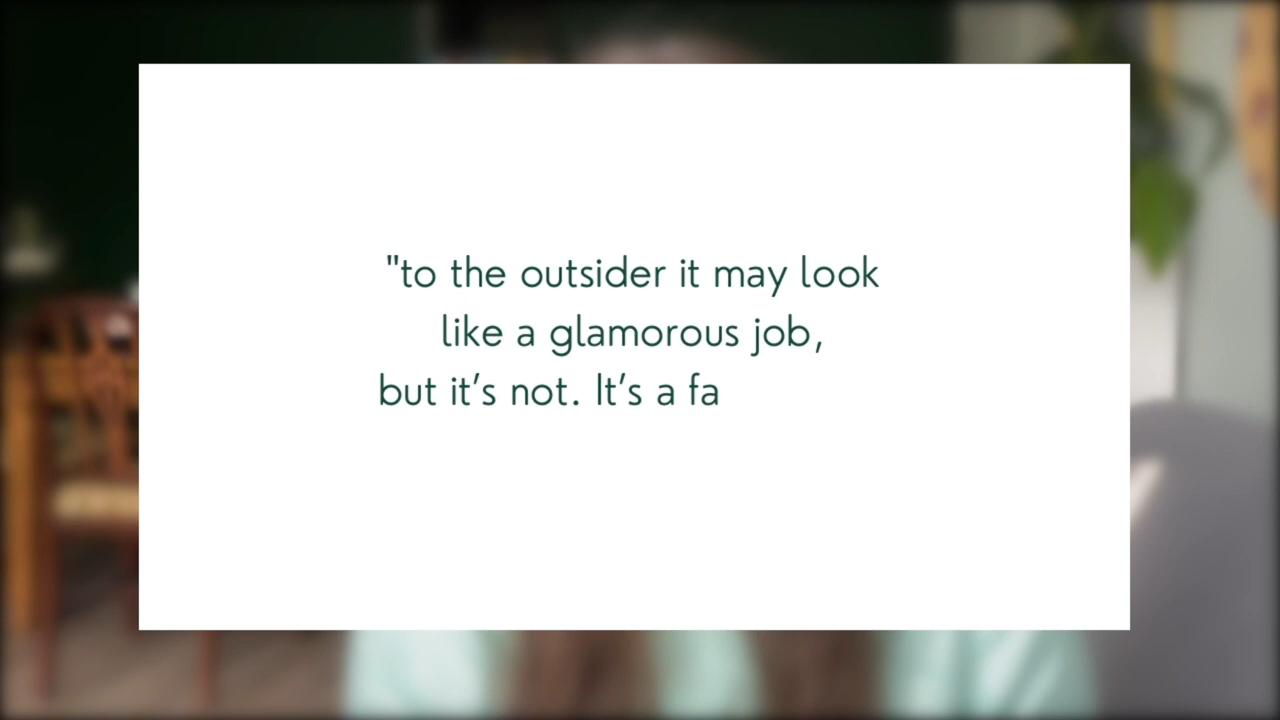 "to the outsider it may look
like a glamorous job,
but it’s not. It’s a fa